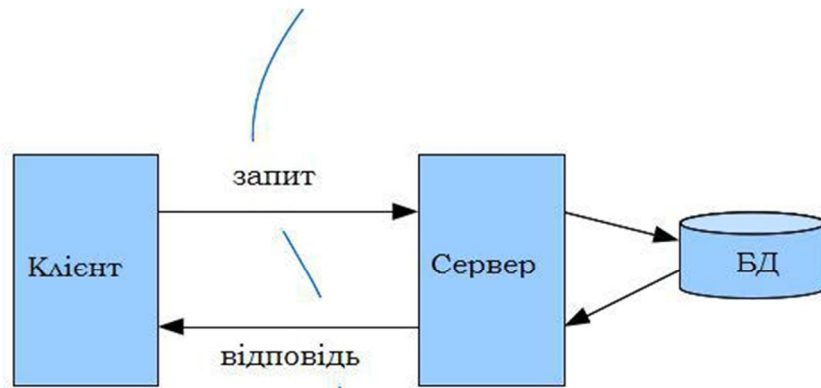 запит
Клієнт
Сервер
БД
відповідь